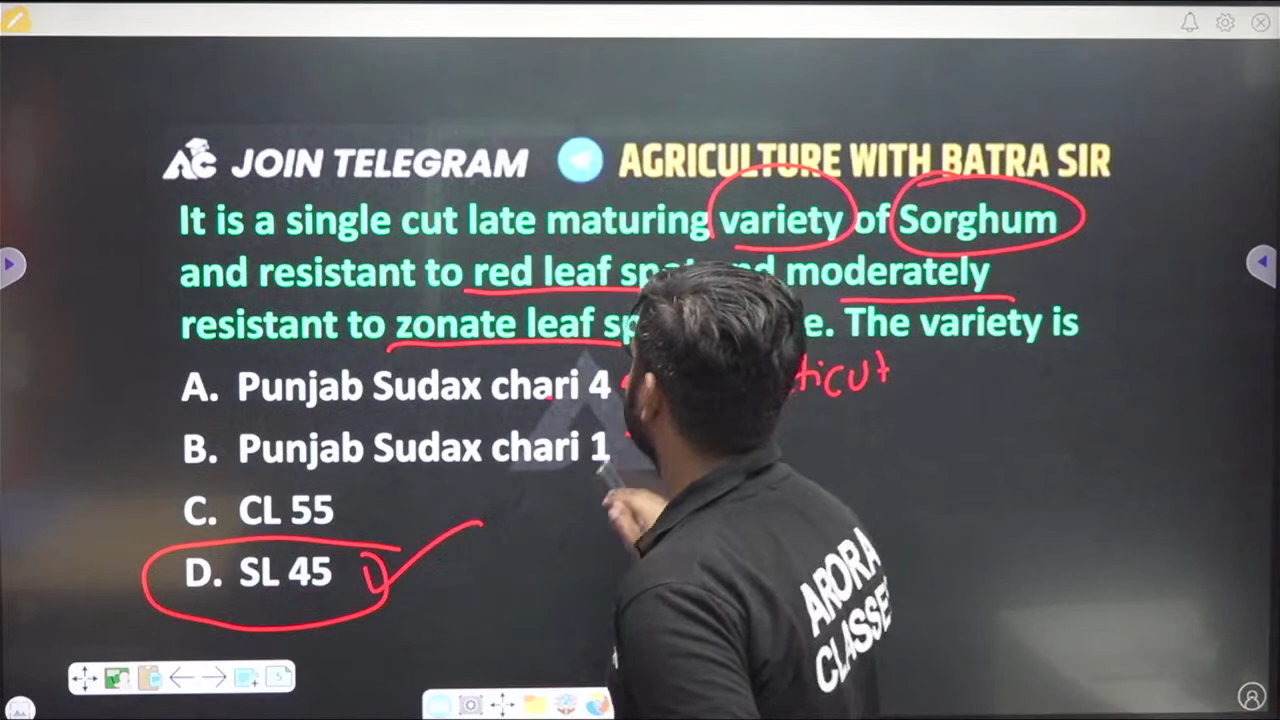 AC JOIN TELEGRAM AGRICULTURE WITH BATRA SIR
It is a single cut late maturing variety of Sorghum
and resistant to red leaf moderately
resistant to zonate leaf The variety is
A. Punjab Sudax chari 4
B. Punjab Sudax chari 1
C. CL 55
D. SL 45
ARORA
CLASSES